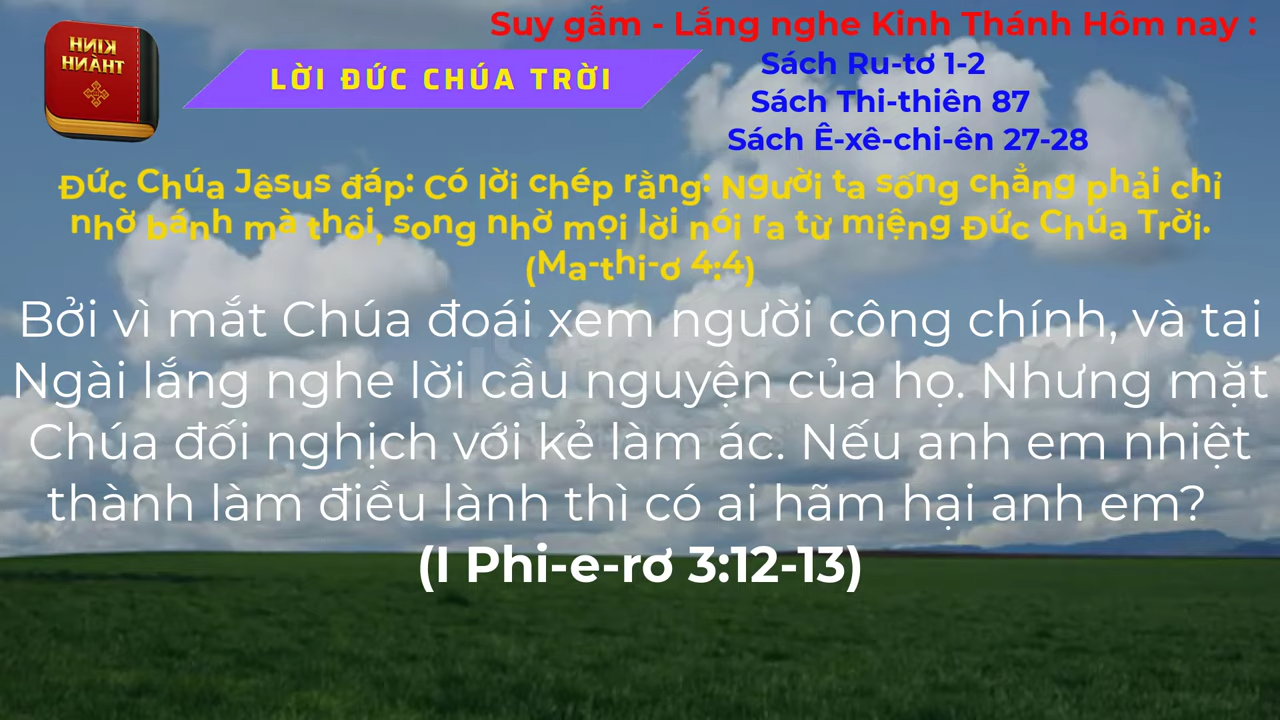 Suy gẫm - Lắng nghe Kinh Thánh Hôm nay :
KINH
THÁNH
LỜI ĐỨC CHÚA TRỜI
Sách Ru-tơ 1-2
Sách Thi-thiên 87
Sách Ê-xê-chi-ên 27-28
Đức Chúa Jêsus đáp: Có lời chép rằng: Người ta sống chẳng phải chỉ
nhờ bánh mà thôi, song nhờ mọi lời nói ra từ miệng Đức Chúa Trời.
(Ma-thi-ơ 4:4)
Bởi vì mắt Chúa đoái xem người công chính, và tai
Ngài lắng nghe lời cầu nguyện của họ. Nhưng mặt
Chúa đối nghịch với kẻ làm ác. Nếu anh em nhiệt
thành làm điều lành thì có ai hãm hại anh em?
(I Phi-e-rơ 3:12-13)